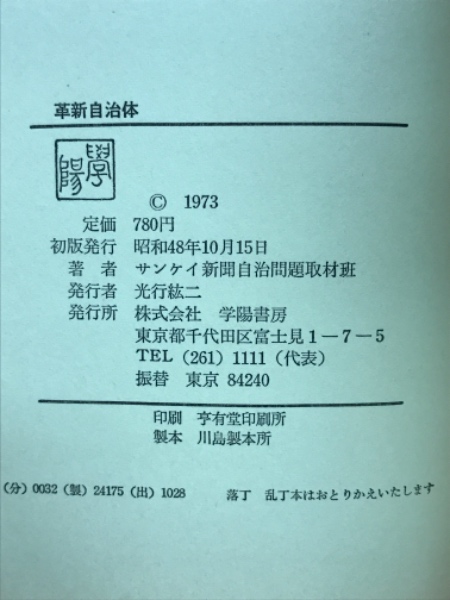 革新自治体
學陽
© 1973
定価 780円
初版発行 昭和48年10月15日
著者 サンケイ新聞自治問題取材班
発行者 光行紘二
発行所 株式会社 学陽書房
東京都千代田区富士見1―7―5
TEL (261) 1111 (代表)
振替 東京 84240
印刷 亨有堂印刷所
製本 川島製本所
(分) 0032 (製) 24175 (出) 1028 落丁 乱丁本はおとりかえいたします